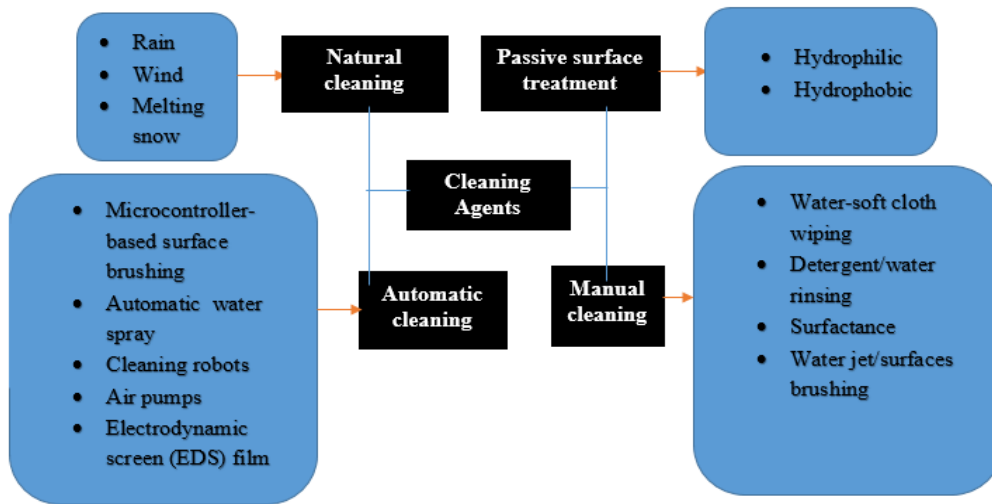 • Rain
• Wind
• Melting
snow
Natural
cleaning
Passive surface
treatment
• Hydrophilic
• Hydrophobic
Cleaning
Agents
• Microcontroller-
based surface
brushing
• Automatic water
spray
• Cleaning robots
• Air pumps
• Electrodynamic
screen (EDS) film
Automatic
cleaning
Manual
cleaning
• Water-soft cloth
wiping
• Detergent/water
rinsing
• Surfactance
• Water jet/surfaces
brushing